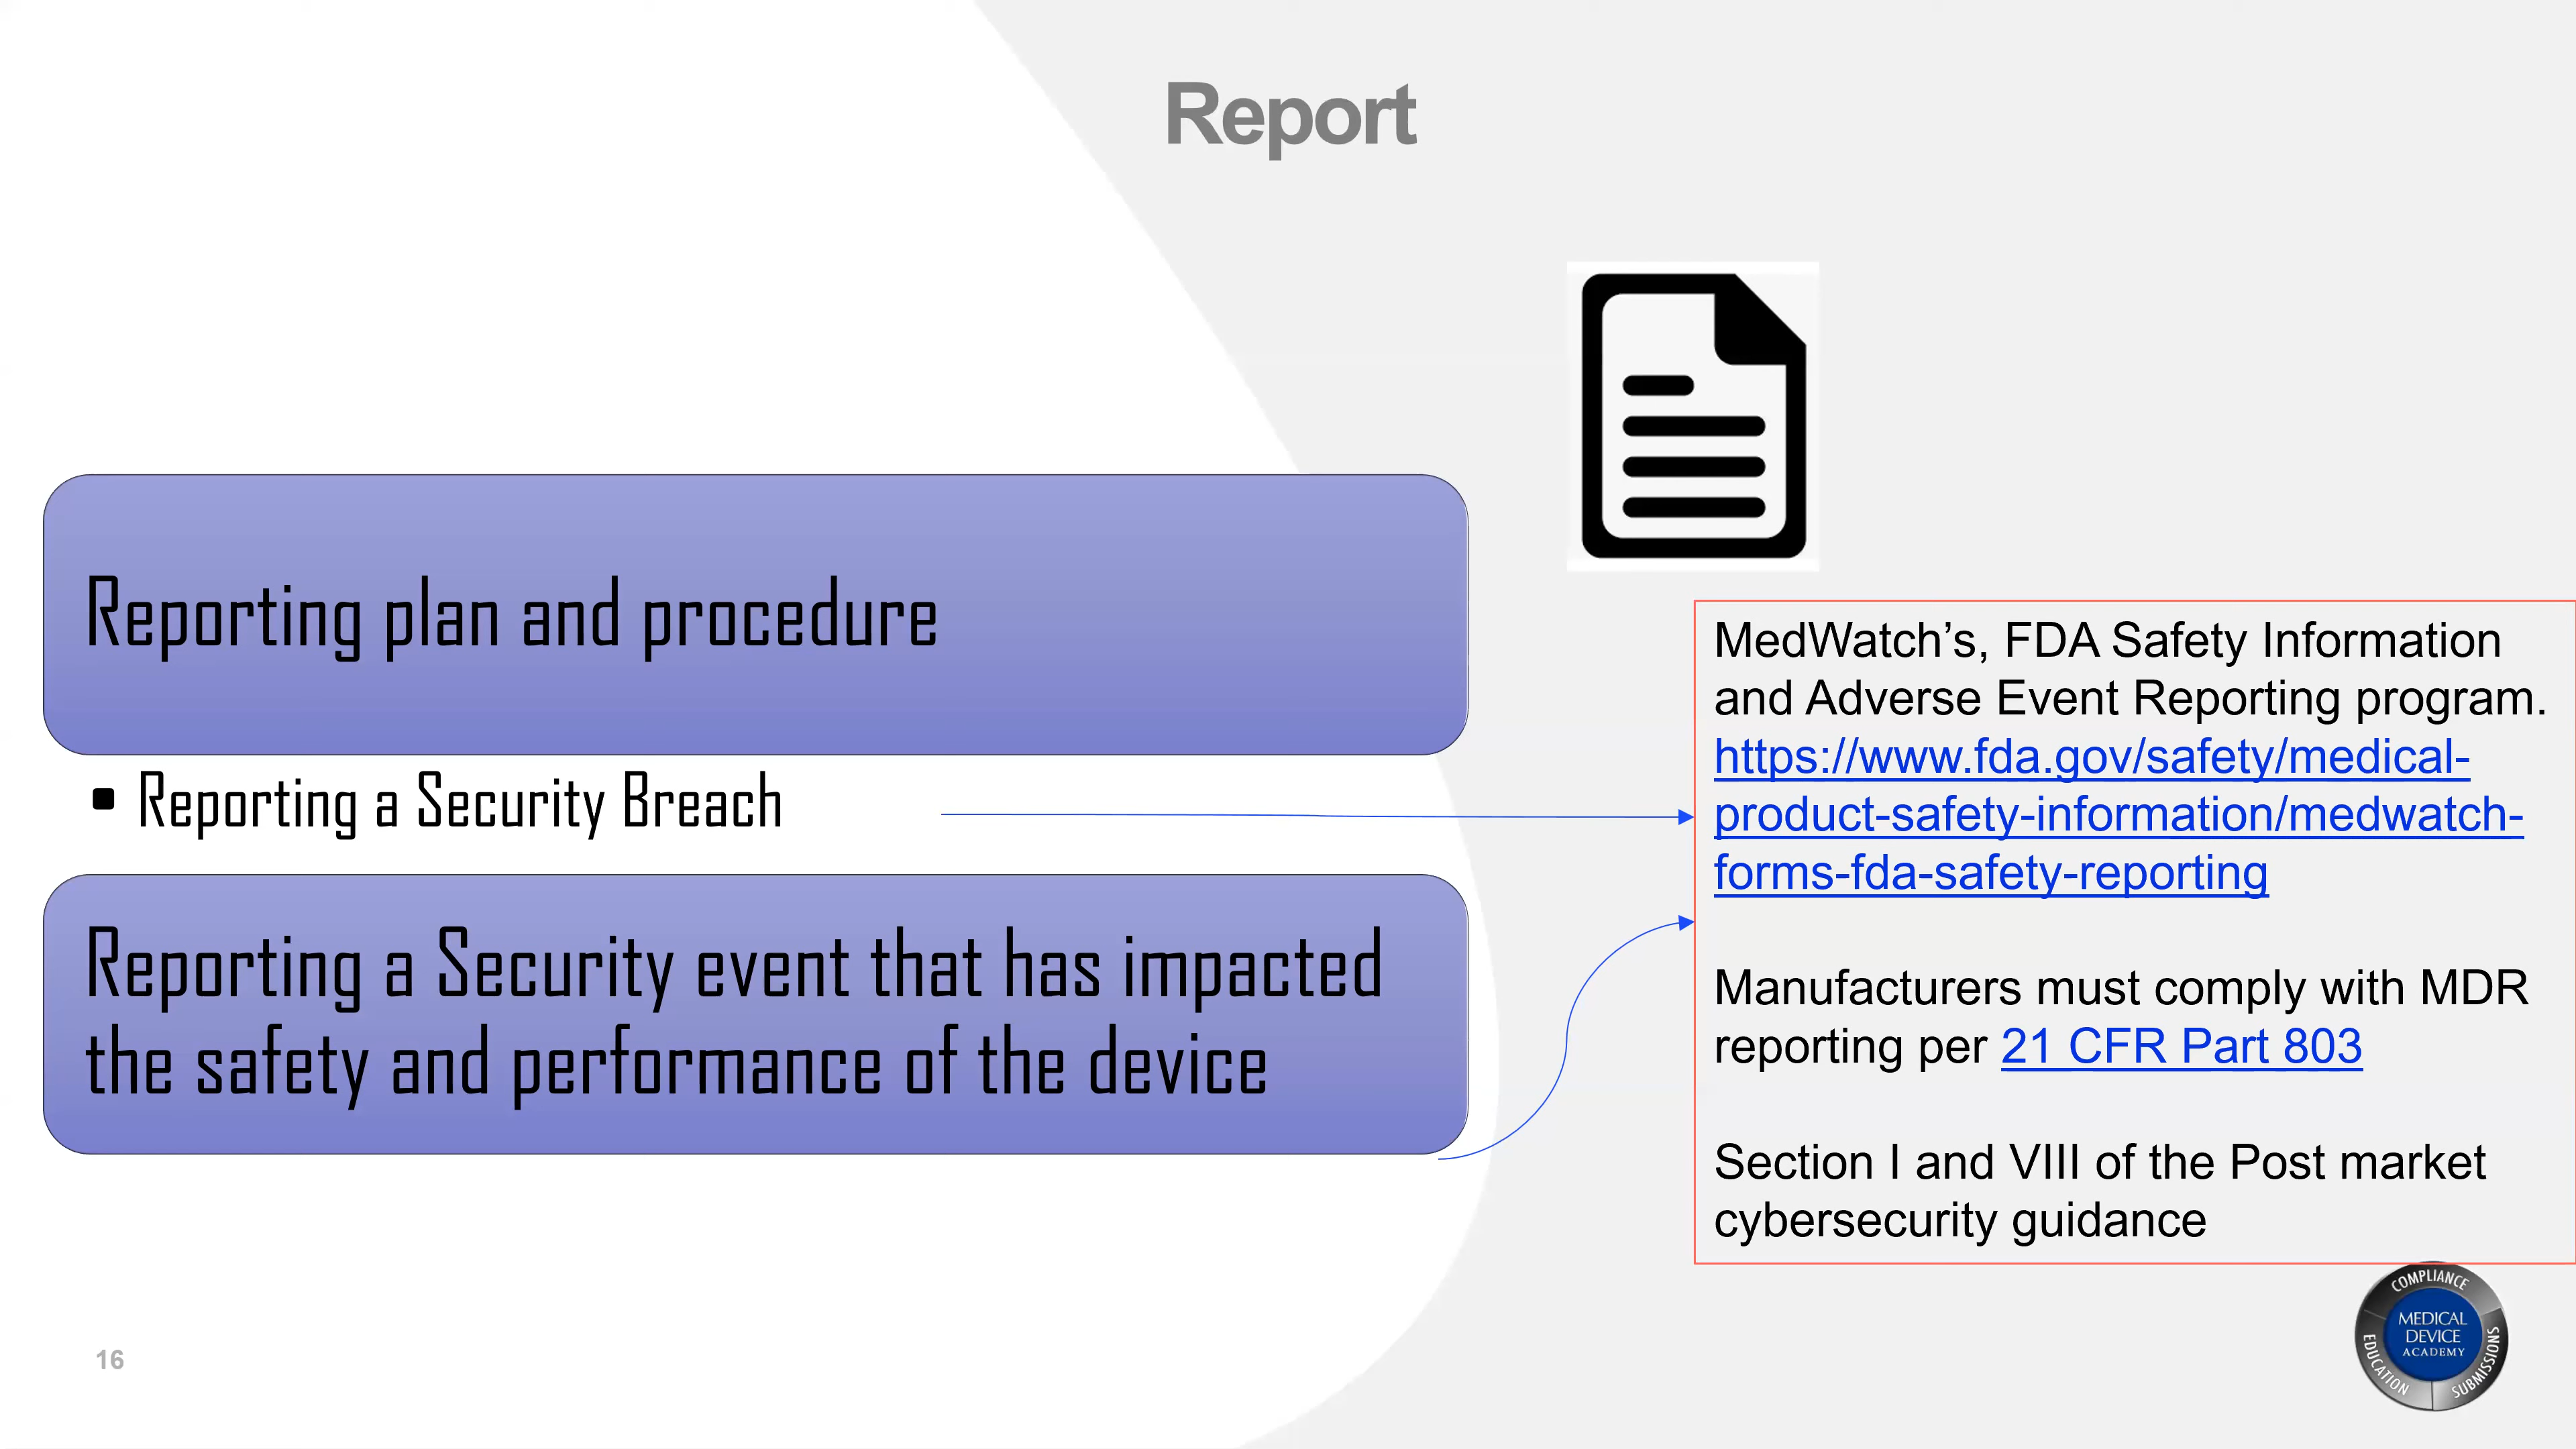 Report
Reporting plan and procedure
▪ Reporting a Security Breach
Reporting a Security event that has impacted
the safety and performance of the device
MedWatch’s, FDA Safety Information
and Adverse Event Reporting program.
https://www.fda.gov/safety/medical-
product-safety-information/medwatch-
forms-fda-safety-reporting
Manufacturers must comply with MDR
reporting per 21 CFR Part 803
Section I and VIII of the Post market
cybersecurity guidance
16
COMPLIANCE
EDUCATION
SUBMISSIONS
MEDICAL
DEVICE
ACADEMY